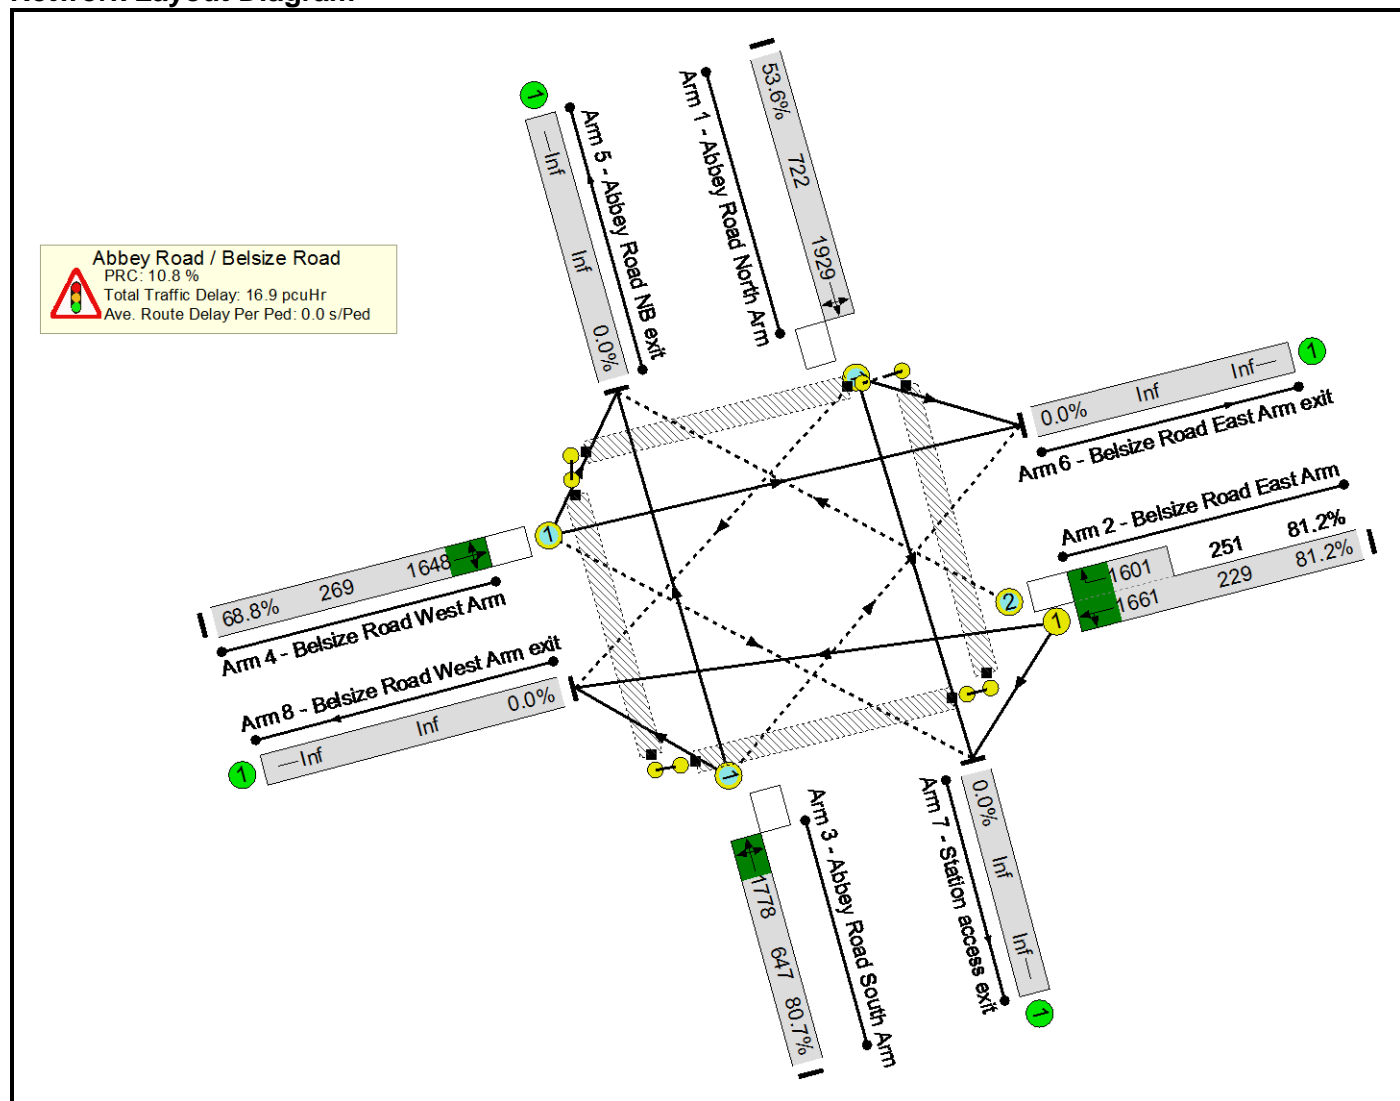 Network Layout Diagram
Abbey Road / Belsize Road
PRC: 10.8 %
Total Traffic Delay: 16.9 pcuHr
Ave. Route Delay Per Ped: 0.0 s/Ped
1
Inf
Inf
0.0%
Arm 5 - Abbey Road NB exit
Arm 1 - Abbey Road North Arm
53.6%
722
1929
1
0.0%
Inf
Inf
1
Arm 6 - Belsize Road East Arm exit
Arm 2 - Belsize Road East Arm
1601
251
81.2%
1661
229
81.2%
2
1
68.8%
269
1648
1
Arm 4 - Belsize Road West Arm
Arm 8 - Belsize Road West Arm exit
1
Inf
Inf
0.0%
1
1778
647
80.7%
Arm 3 - Abbey Road South Arm
Arm 7 - Station access exit
0.0%
Inf
Inf
1